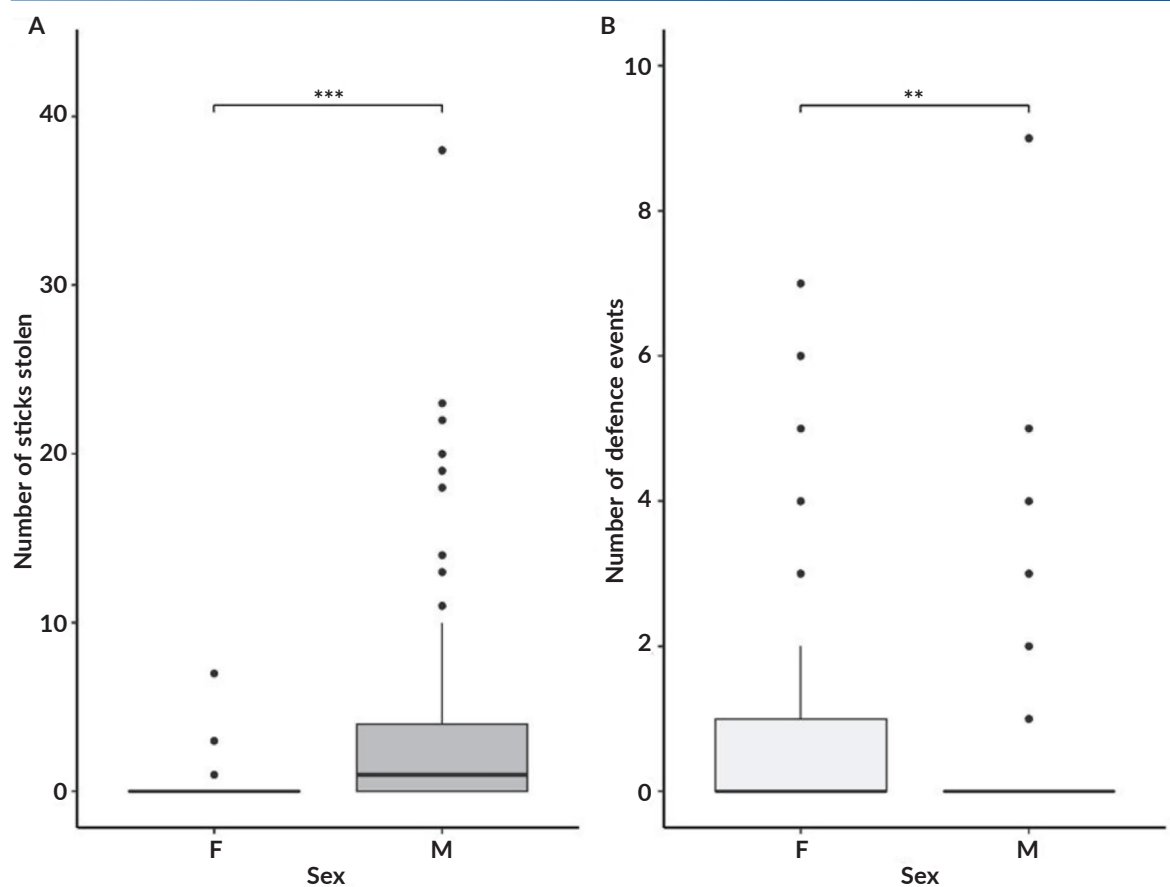 A
Number of sticks stolen
40
30
20
10
0
***
F
M
Sex
B
Number of defence events
10
8
6
4
2
0
**
F
M
Sex